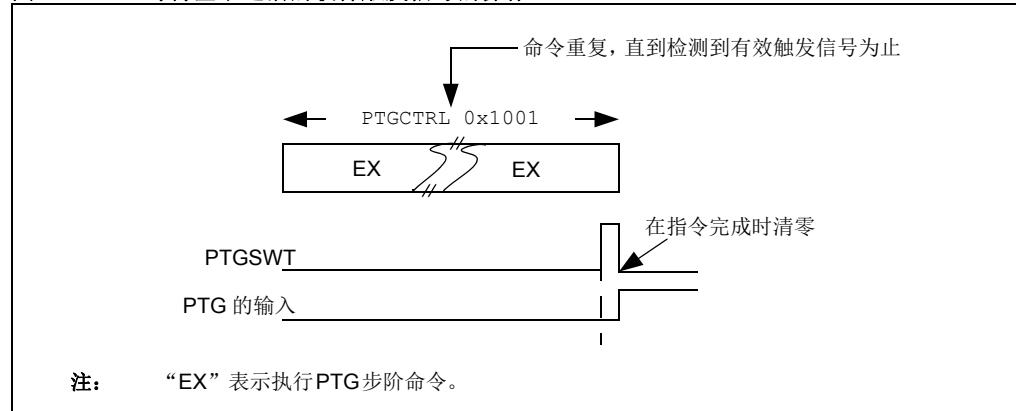 命令重复，直到检测到有效触发信号为止
PTGCTRL 0x1001
EX EX
在指令完成时清零
PTGSWT
PTG 的输入
注： “EX”表示执行PTG步阶命令。